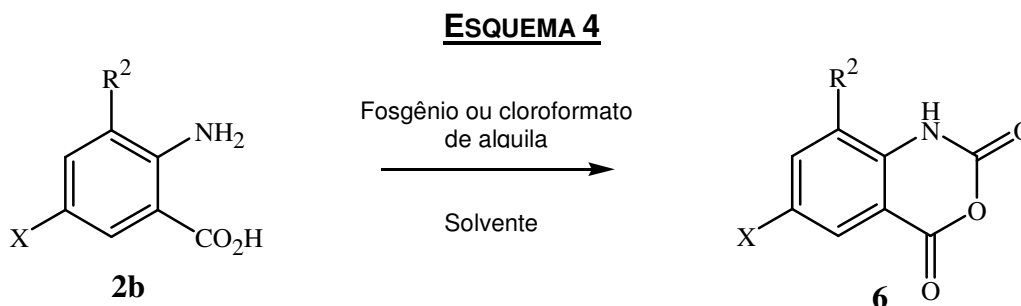 ESQUEMA 4
R2
NH2
X
CO2H
2b
Fosgênio ou cloroformato
de alquila
Solvente
R2
H
N
O
O
X
O
6